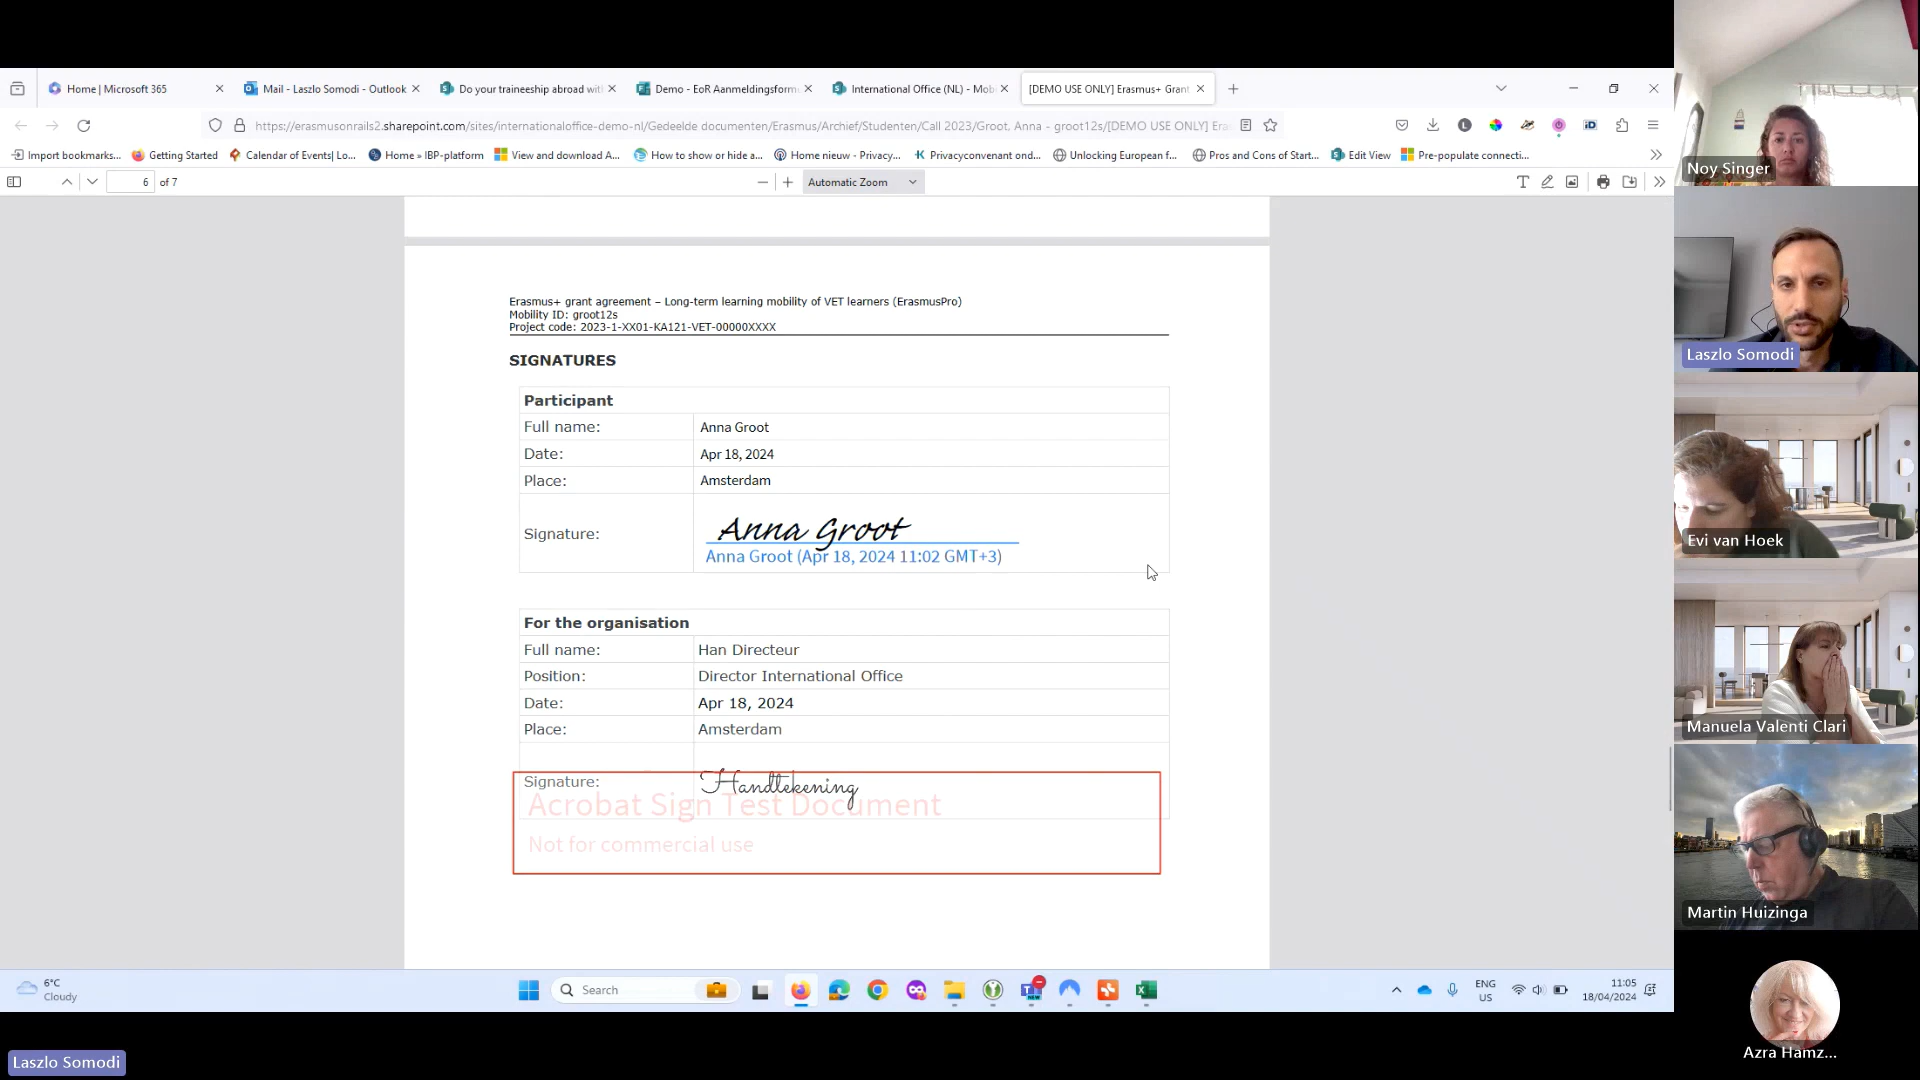 Home | Microsoft 365
Mail - Laszlo Somodi - Outlook
Do your traineeship abroad wit
Demo - EoR Aanmeldingsform
International Office (NL) - Mob
[DEMO USE ONLY] Erasmus+ Grant
https://erasmusonrails2.sharepoint.com/sites/internationaloffice-demo-nl/Gedeelde documenten/Erasmus/Archief/Studenten/Call 2023/Groot, Anna - groot12s/[DEMO USE ONLY] Era
Import bookmarks...
Getting Started
Calendar of Events| Lo...
Home » IBP-platform
View and download A...
How to show or hide a...
Home nieuw - Privacy...
Privacyconvenant ond...
Unlocking European f...
Pros and Cons of Start...
Edit View
Pre-populate connecti...
6 of 7
Automatic Zoom
Erasmus+ grant agreement – Long-term learning mobility of VET learners (ErasmusPro)
Mobility ID: groot12s
Project code: 2023-1-XX01-KA121-VET-00000XXXX
SIGNATURES
Participant
Full name: Anna Groot
Date: Apr 18, 2024
Place: Amsterdam
Signature: Anna Groot
Anna Groot (Apr 18, 2024 11:02 GMT+3)
For the organisation
Full name: Han Directeur
Position: Director International Office
Date: Apr 18, 2024
Place: Amsterdam
Signature: Handtekening
Acrobat Sign Test Document
Not for commercial use
6°C
Cloudy
Search
ENG
US
11:05
18/04/2024
Noy Singer
Laszlo Somodi
Evi van Hoek
Manuela Valenti Clari
Martin Huizinga
Azra Hamz...
Laszlo Somodi